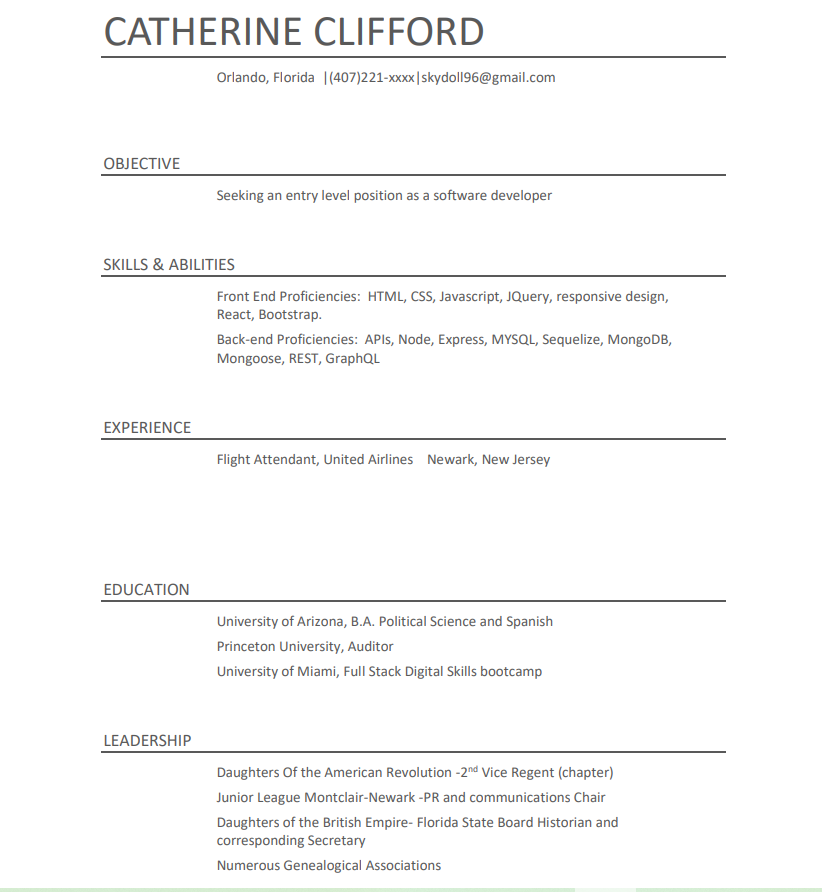 CATHERINE CLIFFORD
Orlando, Florida |(407)221-xxxx|skydoll96@gmail.com
OBJECTIVE
Seeking an entry level position as a software developer
SKILLS & ABILITIES
Front End Proficiencies: HTML, CSS, Javascript, JQuery, responsive design,
React, Bootstrap.
Back-end Proficiencies: APIs, Node, Express, MYSQL, Sequelize, MongoDB,
Mongoose, REST, GraphQL
EXPERIENCE
Flight Attendant, United Airlines Newark, New Jersey
EDUCATION
University of Arizona, B.A. Political Science and Spanish
Princeton University, Auditor
University of Miami, Full Stack Digital Skills bootcamp
LEADERSHIP
Daughters Of the American Revolution -2nd Vice Regent (chapter)
Junior League Montclair-Newark -PR and communications Chair
Daughters of the British Empire- Florida State Board Historian and
corresponding Secretary
Numerous Genealogical Associations